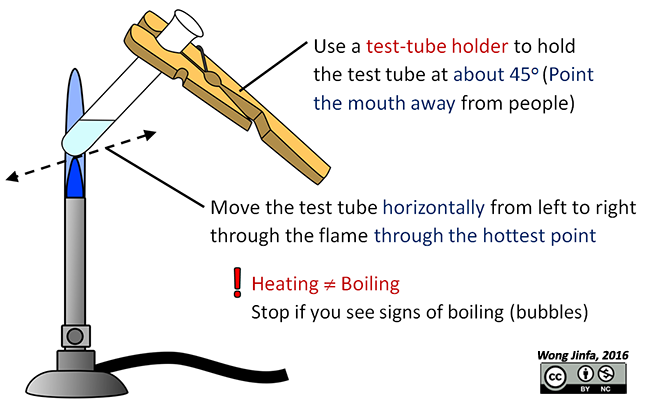 Use a test-tube holder to hold
the test tube at about 45° (Point
the mouth away from people)
Move the test tube horizontally from left to right
through the flame through the hottest point
! Heating ≠ Boiling
Stop if you see signs of boiling (bubbles)
Wong Jinfa, 2016
cc
BY NC